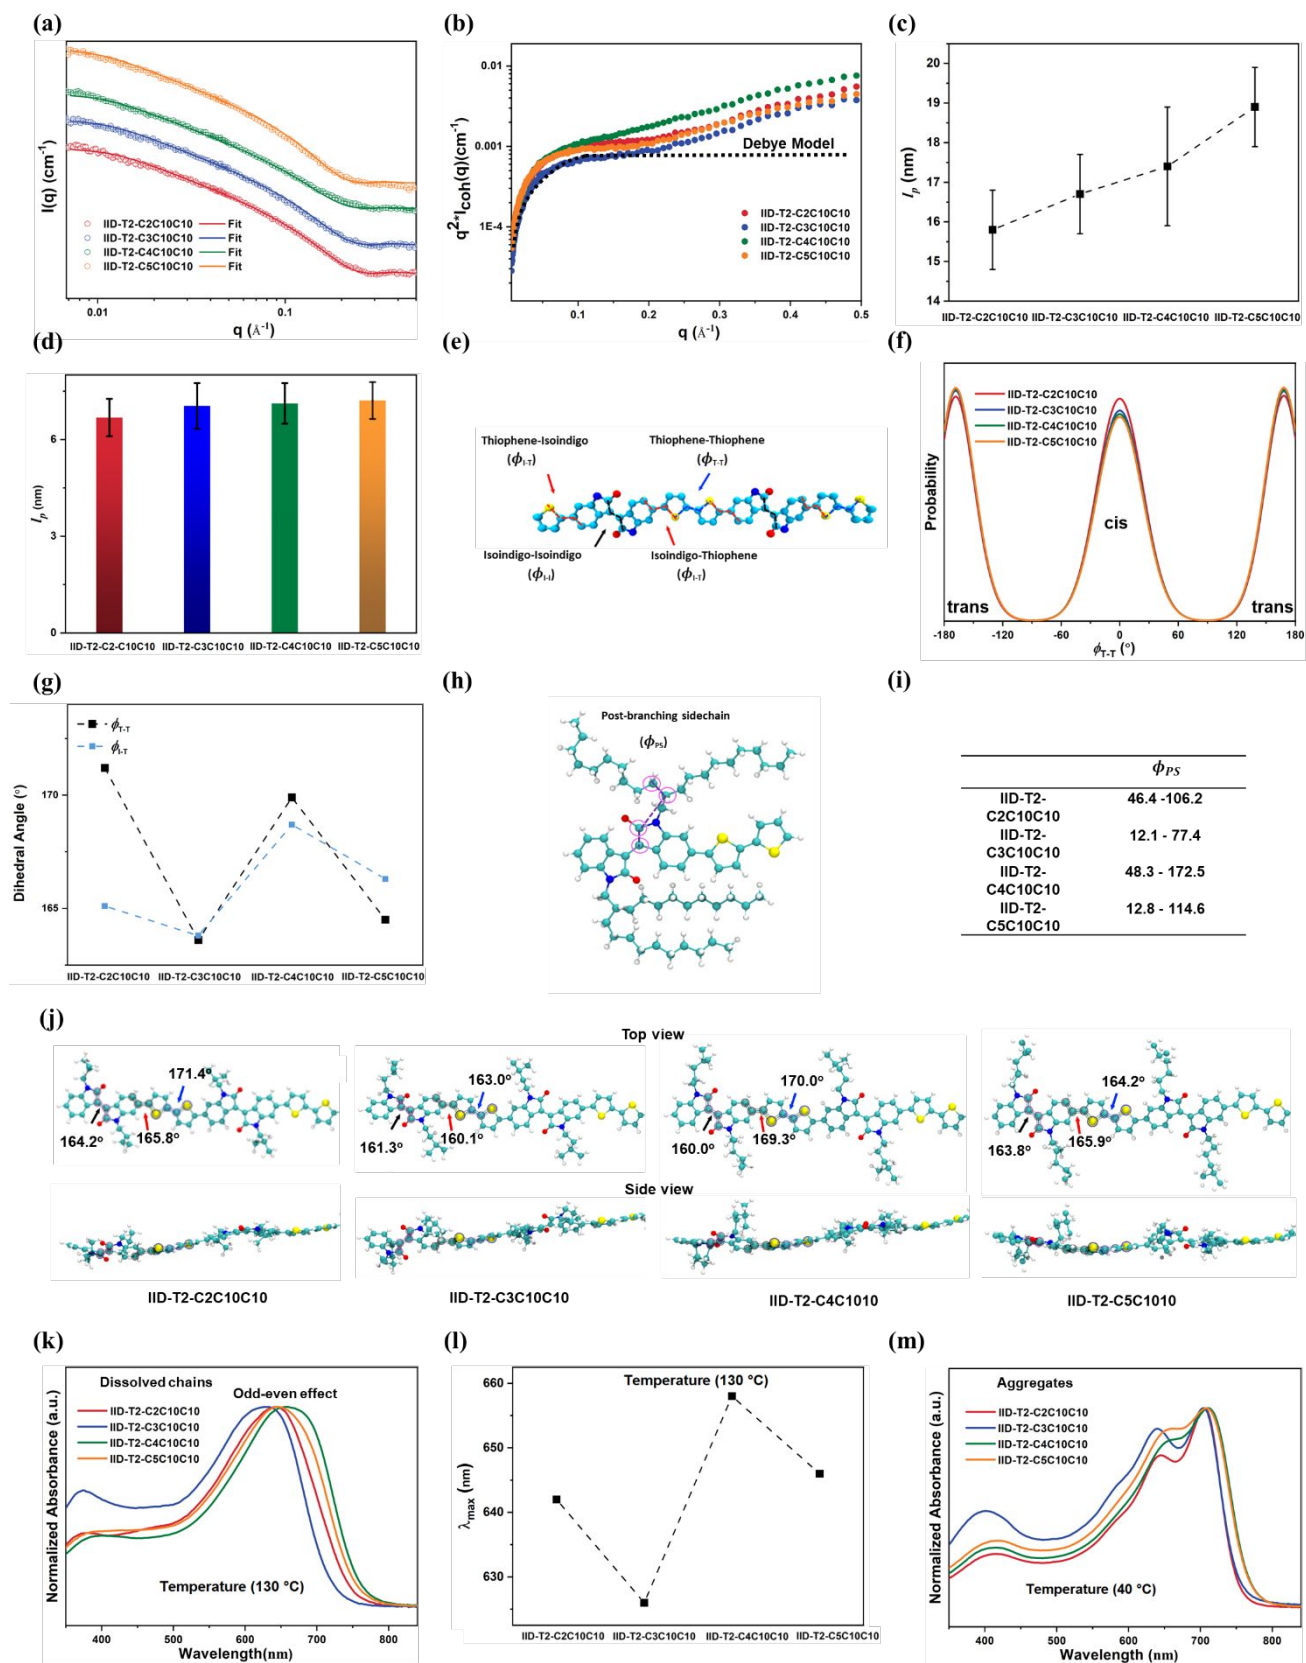 (a)
I(q) (cm⁻¹)
IID-T2-C2C10C10 Fit
IID-T2-C3C10C10 Fit
IID-T2-C4C10C10 Fit
IID-T2-C5C10C10 Fit
0.01 0.1
q (Å⁻¹)
(b)
q²*I_coh(q)(cm⁻¹)
0.01
0.001
1E-4
Debye Model
IID-T2-C2C10C10
IID-T2-C3C10C10
IID-T2-C4C10C10
IID-T2-C5C10C10
0.1 0.2 0.3 0.4 0.5
q (Å⁻¹)
(c)
l_p (nm)
20
19
18
17
16
15
14
IID-T2-C2C10C10 IID-T2-C3C10C10 IID-T2-C4C10C10 IID-T2-C5C10C10
(d)
l_p (nm)
6
3
0
IID-T2-C2-C10C10 IID-T2-C3C10C10 IID-T2-C4C10C10 IID-T2-C5C10C10
(e)
Thiophene-Isoindigo
(ϕ_I-T)
Thiophene-Thiophene
(ϕ_T-T)
Isoindigo-Isoindigo
(ϕ_I-I)
Isoindigo-Thiophene
(ϕ_I-T)
(f)
Probability
IID-T2-C2C10C10
IID-T2-C3C10C10
IID-T2-C4C10C10
IID-T2-C5C10C10
cis
trans trans
-180 -120 -60 0 60 120 180
ϕ_T-T (°)
(g)
Dihedral Angle (°)
ϕ_T-T
ϕ_I-T
170
165
IID-T2-C2C10C10 IID-T2-C3C10C10 IID-T2-C4C10C10 IID-T2-C5C10C10
(h)
Post-branching sidechain
(ϕ_PS)
(i)
ϕ_PS
IID-T2- 46.4 -106.2
C2C10C10
IID-T2- 12.1 - 77.4
C3C10C10
IID-T2- 48.3 - 172.5
C4C10C10
IID-T2- 12.8 - 114.6
C5C10C10
(j)
Top view
171.4°
164.2° 165.8°
163.0°
161.3° 160.1°
170.0°
160.0° 169.3°
164.2°
163.8° 165.9°
Side view
IID-T2-C2C10C10 IID-T2-C3C10C10 IID-T2-C4C1010 IID-T2-C5C1010
(k)
Normalized Absorbance (a.u.)
Dissolved chains
Odd-even effect
IID-T2-C2C10C10
IID-T2-C3C10C10
IID-T2-C4C10C10
IID-T2-C5C10C10
Temperature (130 °C)
400 500 600 700 800
Wavelength(nm)
(l)
λ_max (nm)
Temperature (130 °C)
660
650
640
630
IID-T2-C2C10C10 IID-T2-C3C10C10 IID-T2-C4C10C10 IID-T2-C5C10C10
(m)
Normalized Absorbance (a.u.)
Aggregates
IID-T2-C2C10C10
IID-T2-C3C10C10
IID-T2-C4C10C10
IID-T2-C5C10C10
Temperature (40 °C)
400 500 600 700 800
Wavelength (nm)